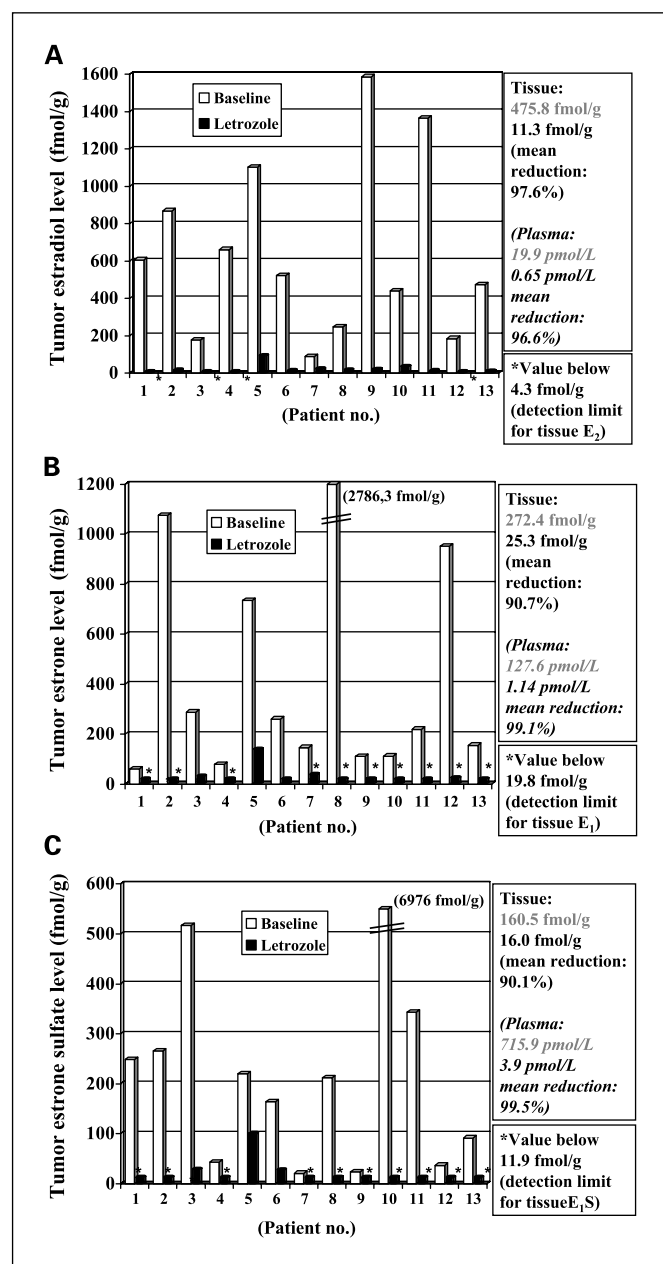 A
Tumor estradiol level (fmol/g)
1600
1400
1200
1000
800
600
400
200
0
Baseline
Letrozole
1 2 3 4 5 6 7 8 9 10 11 12 13
* * * *
(Patient no.)
Tissue:
475.8 fmol/g
11.3 fmol/g
(mean
reduction:
97.6%)
(Plasma:
19.9 pmol/L
0.65 pmol/L
mean
reduction:
96.6%)
*Value below
4.3 fmol/g
(detection limit
for tissue E₂)
B
Tumor estrone level (fmol/g)
1200
1000
800
600
400
200
0
(2786,3 fmol/g)
Baseline
Letrozole
* * * * * * * * * *
1 2 3 4 5 6 7 8 9 10 11 12 13
(Patient no.)
Tissue:
272.4 fmol/g
25.3 fmol/g
(mean
reduction:
90.7%)
(Plasma:
127.6 pmol/L
1.14 pmol/L
mean reduction:
99.1%)
*Value below
19.8 fmol/g
(detection limit
for tissue E₁)
C
Tumor estrone sulfate level (fmol/g)
600
500
400
300
200
100
0
(6976 fmol/g)
Baseline
Letrozole
* * * * * * * * * *
1 2 3 4 5 6 7 8 9 10 11 12 13
(Patient no.)
Tissue:
160.5 fmol/g
16.0 fmol/g
(mean reduction:
90.1%)
(Plasma:
715.9 pmol/L
3.9 pmol/L
mean reduction:
99.5%)
*Value below
11.9 fmol/g
(detection limit
for tissueE₁S)